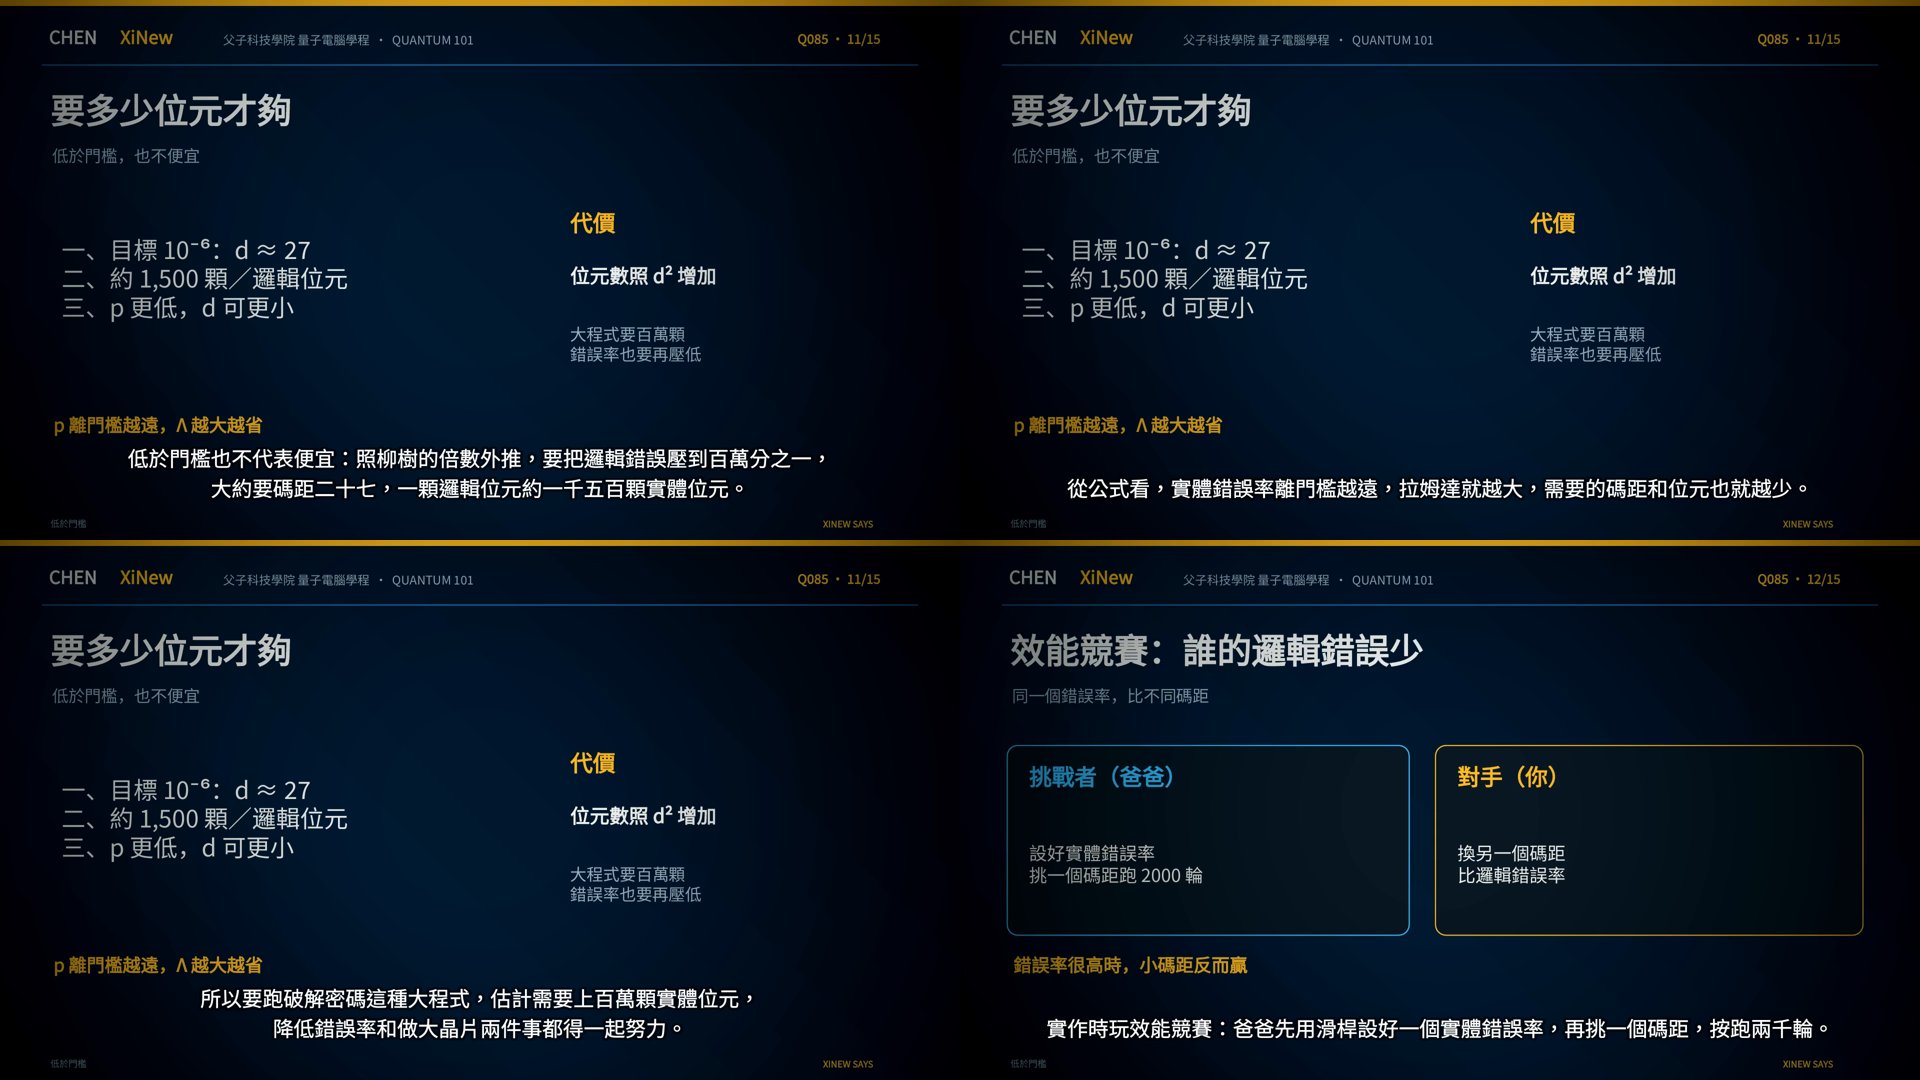 CHEN XiNew 父子科技學院 量子電腦學程 · QUANTUM 101 Q085 · 11/15
要多少位元才夠
低於門檻，也不便宜
一、目標 10⁻⁶：d ≈ 27
二、約 1,500 顆／邏輯位元
三、p 更低，d 可更小
代價
位元數照 d² 增加
大程式要百萬顆
錯誤率也要再壓低
p 離門檻越遠，Λ 越大越省
低於門檻也不代表便宜：照柳樹的倍數外推，要把邏輯錯誤壓到百萬分之一，
大約要碼距二十七，一顆邏輯位元約一千五百顆實體位元。
低於門檻 XINEW SAYS
CHEN XiNew 父子科技學院 量子電腦學程 · QUANTUM 101 Q085 · 11/15
要多少位元才夠
低於門檻，也不便宜
一、目標 10⁻⁶：d ≈ 27
二、約 1,500 顆／邏輯位元
三、p 更低，d 可更小
代價
位元數照 d² 增加
大程式要百萬顆
錯誤率也要再壓低
p 離門檻越遠，Λ 越大越省
從公式看，實體錯誤率離門檻越遠，拉姆達就越大，需要的碼距和位元也就越少。
低於門檻 XINEW SAYS
CHEN XiNew 父子科技學院 量子電腦學程 · QUANTUM 101 Q085 · 11/15
要多少位元才夠
低於門檻，也不便宜
一、目標 10⁻⁶：d ≈ 27
二、約 1,500 顆／邏輯位元
三、p 更低，d 可更小
代價
位元數照 d² 增加
大程式要百萬顆
錯誤率也要再壓低
p 離門檻越遠，Λ 越大越省
所以要跑破解密碼這種大程式，估計需要上百萬顆實體位元，
降低錯誤率和做大晶片兩件事都得一起努力。
低於門檻 XINEW SAYS
CHEN XiNew 父子科技學院 量子電腦學程 · QUANTUM 101 Q085 · 12/15
效能競賽：誰的邏輯錯誤少
同一個錯誤率，比不同碼距
挑戰者（爸爸）
設好實體錯誤率
挑一個碼距跑 2000 輪
對手（你）
換另一個碼距
比邏輯錯誤率
錯誤率很高時，小碼距反而贏
實作時玩效能競賽：爸爸先用滑桿設好一個實體錯誤率，再挑一個碼距，按跑兩千輪。
低於門檻 XINEW SAYS